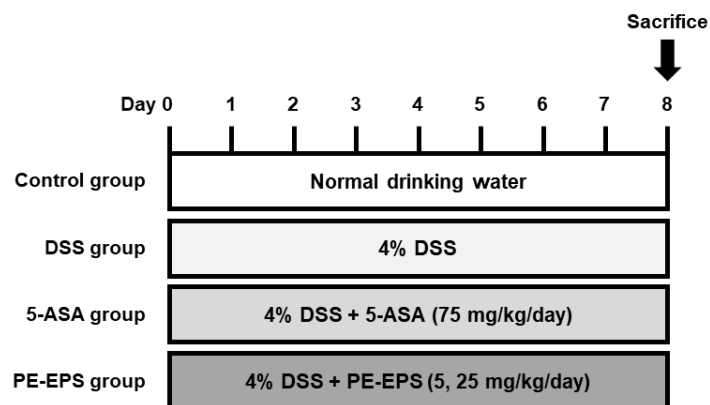 Sacrifice
Day 0 1 2 3 4 5 6 7 8
Control group Normal drinking water
DSS group 4% DSS
5-ASA group 4% DSS + 5-ASA (75 mg/kg/day)
PE-EPS group 4% DSS + PE-EPS (5, 25 mg/kg/day)